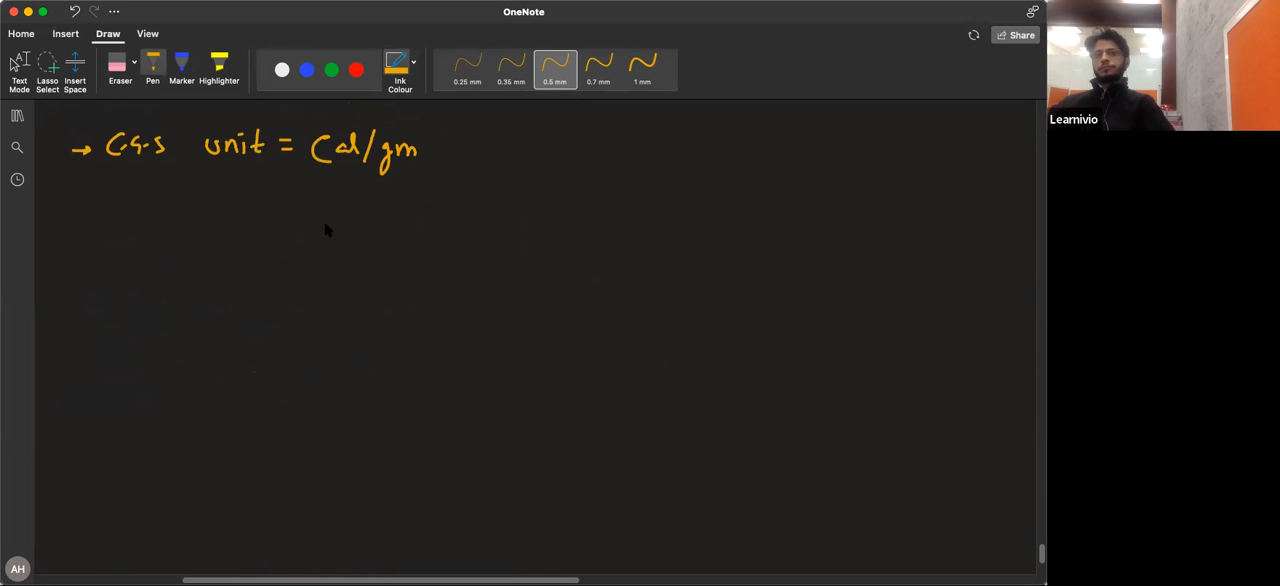 OneNote
Home Insert Draw View
Share
Text Mode
Lasso Select
Insert Space
Eraser
Pen
Marker
Highlighter
Ink Colour
0.25 mm
0.35 mm
0.5 mm
0.7 mm
1 mm
Learnivio
→ C.G.S unit = Cal/gm
AH